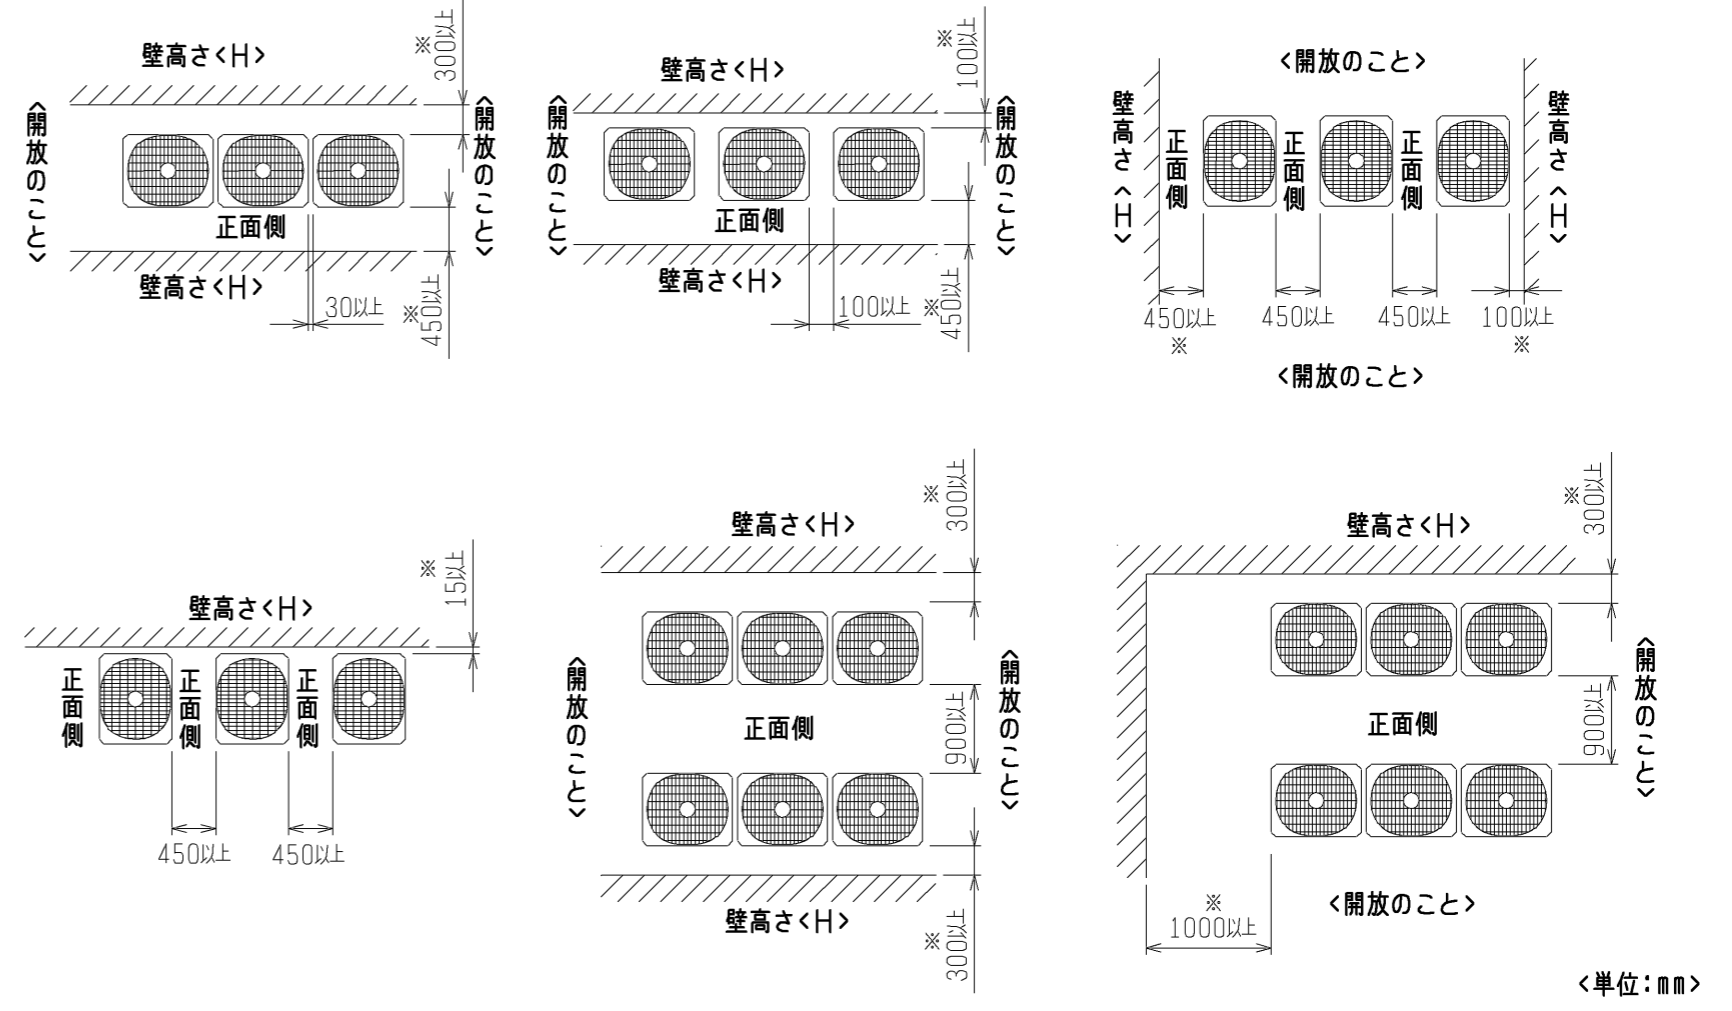 壁高さ<H>
※
300以上
<開放のこと>
<開放のこと>
正面側
壁高さ<H>
30以上
※
450以上
壁高さ<H>
※
100以上
<開放のこと>
<開放のこと>
正面側
壁高さ<H>
100以上
※
450以上
<開放のこと>
壁高さ<H>
正面側
正面側
正面側
壁高さ<H>
450以上
※
450以上
450以上
100以上
※
<開放のこと>
壁高さ<H>
※
15以上
正面側
正面側
正面側
450以上
450以上
壁高さ<H>
※
300以上
<開放のこと>
正面側
900以上
<開放のこと>
壁高さ<H>
※
300以上
壁高さ<H>
※
300以上
正面側
900以上
<開放のこと>
<開放のこと>
※
1000以上
<単位:mm>